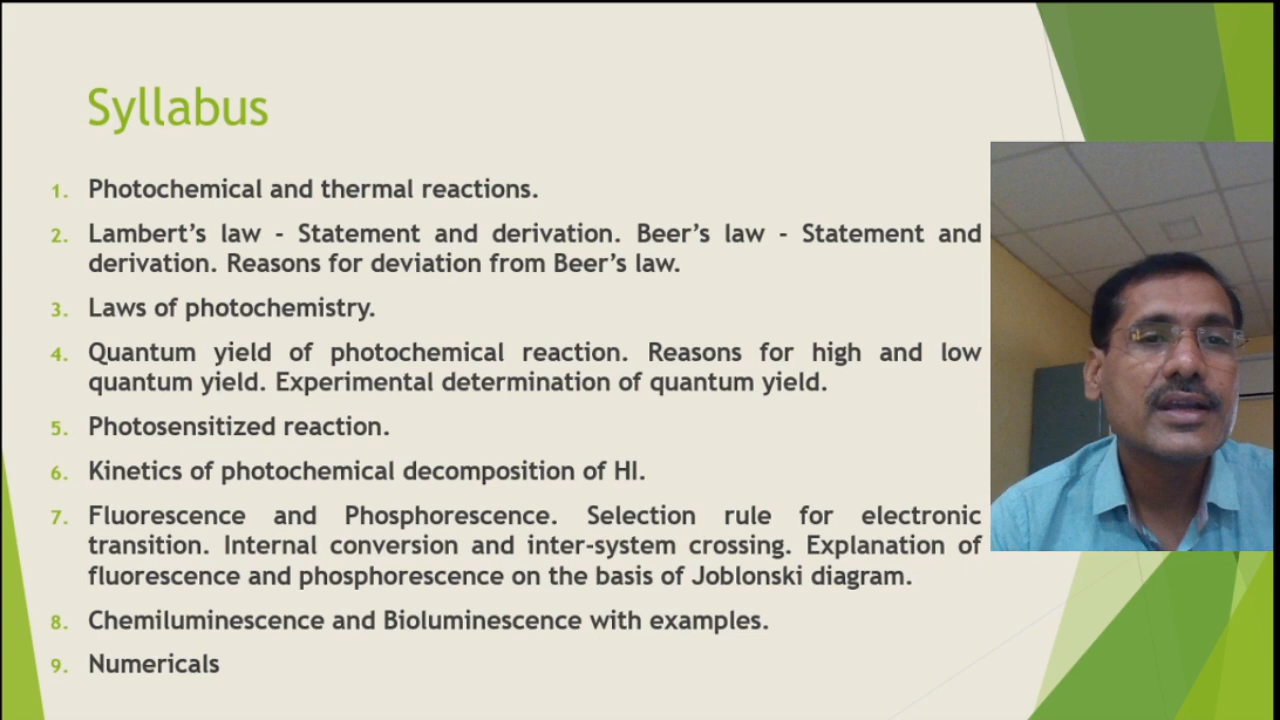 Syllabus
1. Photochemical and thermal reactions.
2. Lambert's law - Statement and derivation. Beer's law - Statement and
derivation. Reasons for deviation from Beer's law.
3. Laws of photochemistry.
4. Quantum yield of photochemical reaction. Reasons for high and low
quantum yield. Experimental determination of quantum yield.
5. Photosensitized reaction.
6. Kinetics of photochemical decomposition of HI.
7. Fluorescence and Phosphorescence. Selection rule for electronic
transition. Internal conversion and inter-system crossing. Explanation of
fluorescence and phosphorescence on the basis of Joblonski diagram.
8. Chemiluminescence and Bioluminescence with examples.
9. Numericals